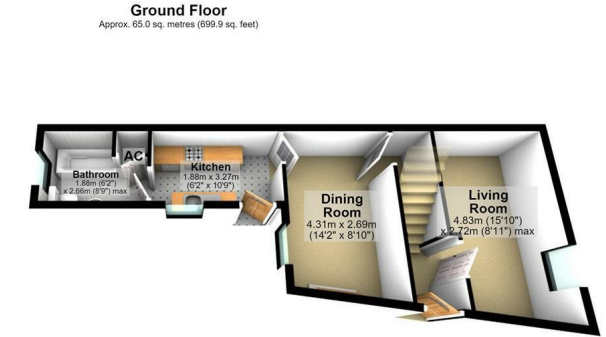 Ground Floor
Approx. 65.0 sq. metres (699.9 sq. feet)
AC
Bathroom
1.88m (6'2")
x 2.66m (8'9") max
Kitchen
1.88m x 3.27m
(6'2" x 10'9")
Dining
Room
4.31m x 2.69m
(14'2" x 8'10")
Living
Room
4.83m (15'10")
x 2.72m (8'11") max